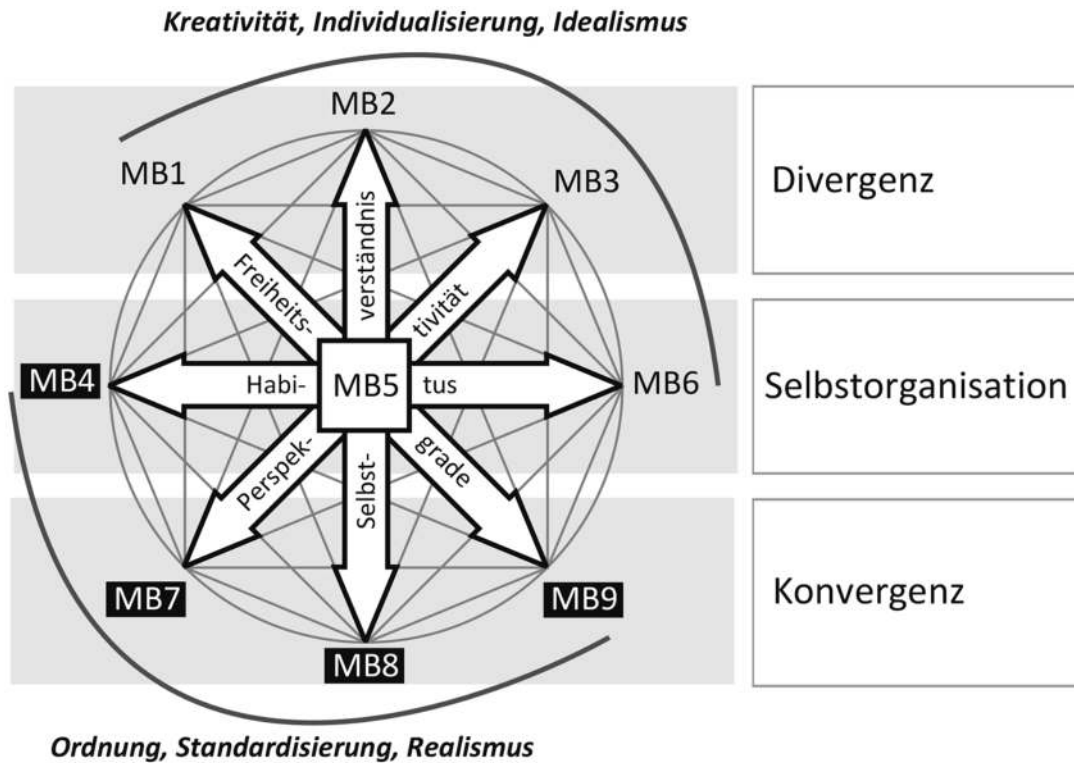 Kreativität, Individualisierung, Idealismus
MB2
MB1
MB3
Divergenz
verständnis
Freiheits-
tivität
MB4
Habi-
MB5
tus
MB6
Selbstorganisation
Perspek-
Selbst-
grade
MB7
MB9
Konvergenz
MB8
Ordnung, Standardisierung, Realismus